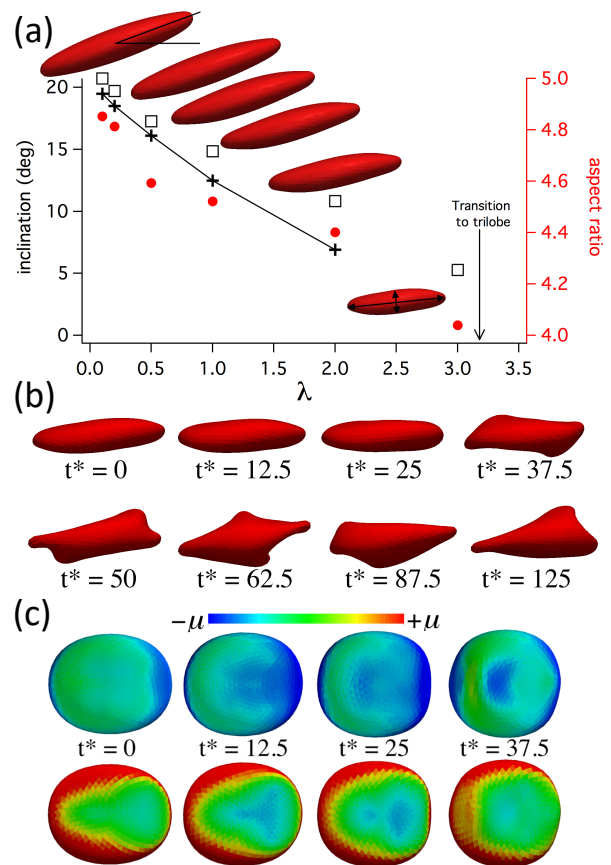 (a)
20
15
10
5
0
inclination (deg)
0.0 0.5 1.0 1.5 2.0 2.5 3.0 3.5
λ
5.0
4.8
4.6
4.4
4.2
4.0
aspect ratio
Transition
to trilobe
(b)
t* = 0 t* = 12.5 t* = 25 t* = 37.5
t* = 50 t* = 62.5 t* = 87.5 t* = 125
(c)
−μ +μ
t* = 0 t* = 12.5 t* = 25 t* = 37.5